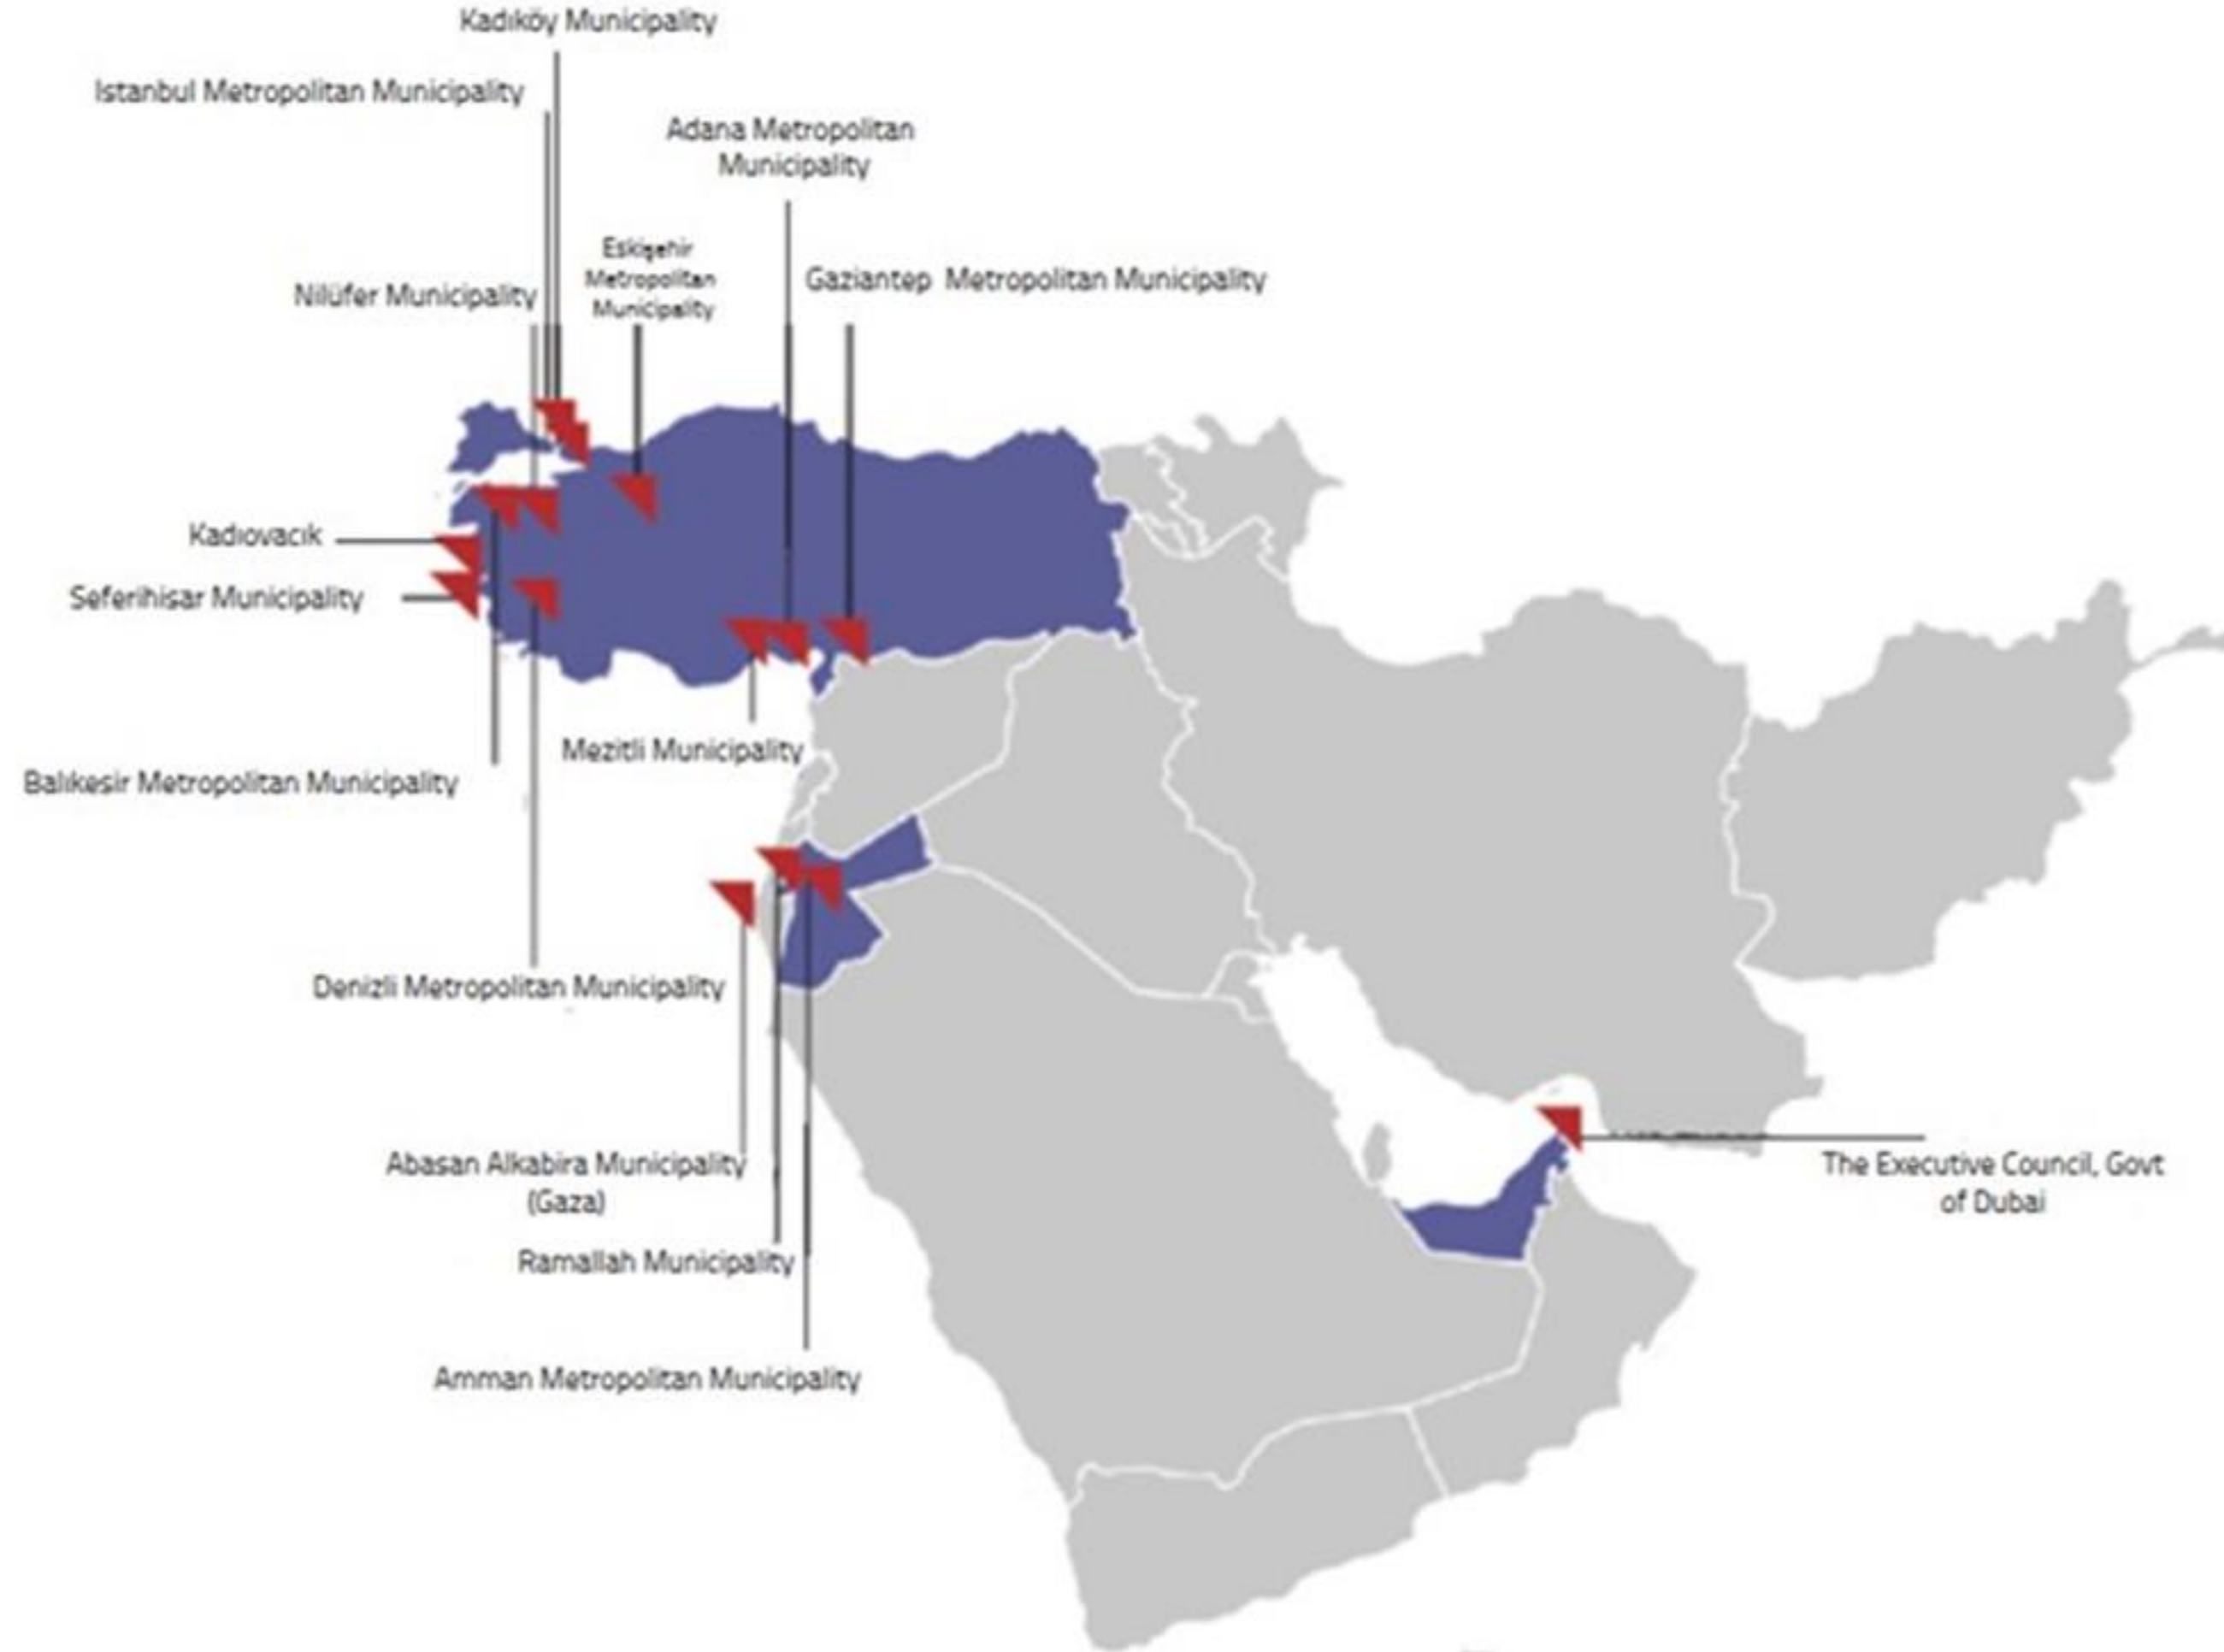 Kadıköy Municipality
Istanbul Metropolitan Municipality
Adana Metropolitan
Municipality
Eskişehir
Metropolitan
Municipality
Gaziantep Metropolitan Municipality
Nilüfer Municipality
Kadıovacık
Seferihisar Municipality
Mezitli Municipality
Balıkesir Metropolitan Municipality
Denizli Metropolitan Municipality
Abasan Alkabira Municipality
(Gaza)
The Executive Council, Govt
of Dubai
Ramallah Municipality
Amman Metropolitan Municipality